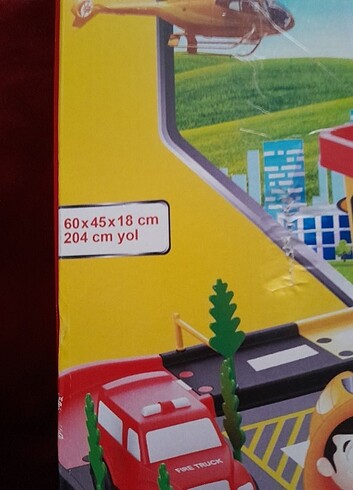 60x45x18 cm
204 cm yol
FIRE TRUCK